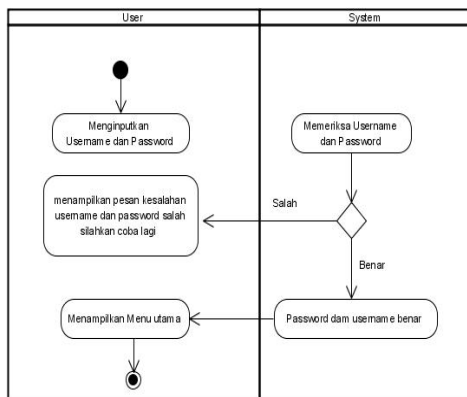 User
System
Menginputkan
Username dan Password
Memeriksa Username
dan Password
menampilkan pesan kesalahan
username dan password salah
silahkan coba lagi
Salah
Benar
Menampilkan Menu utama
Password dam username benar